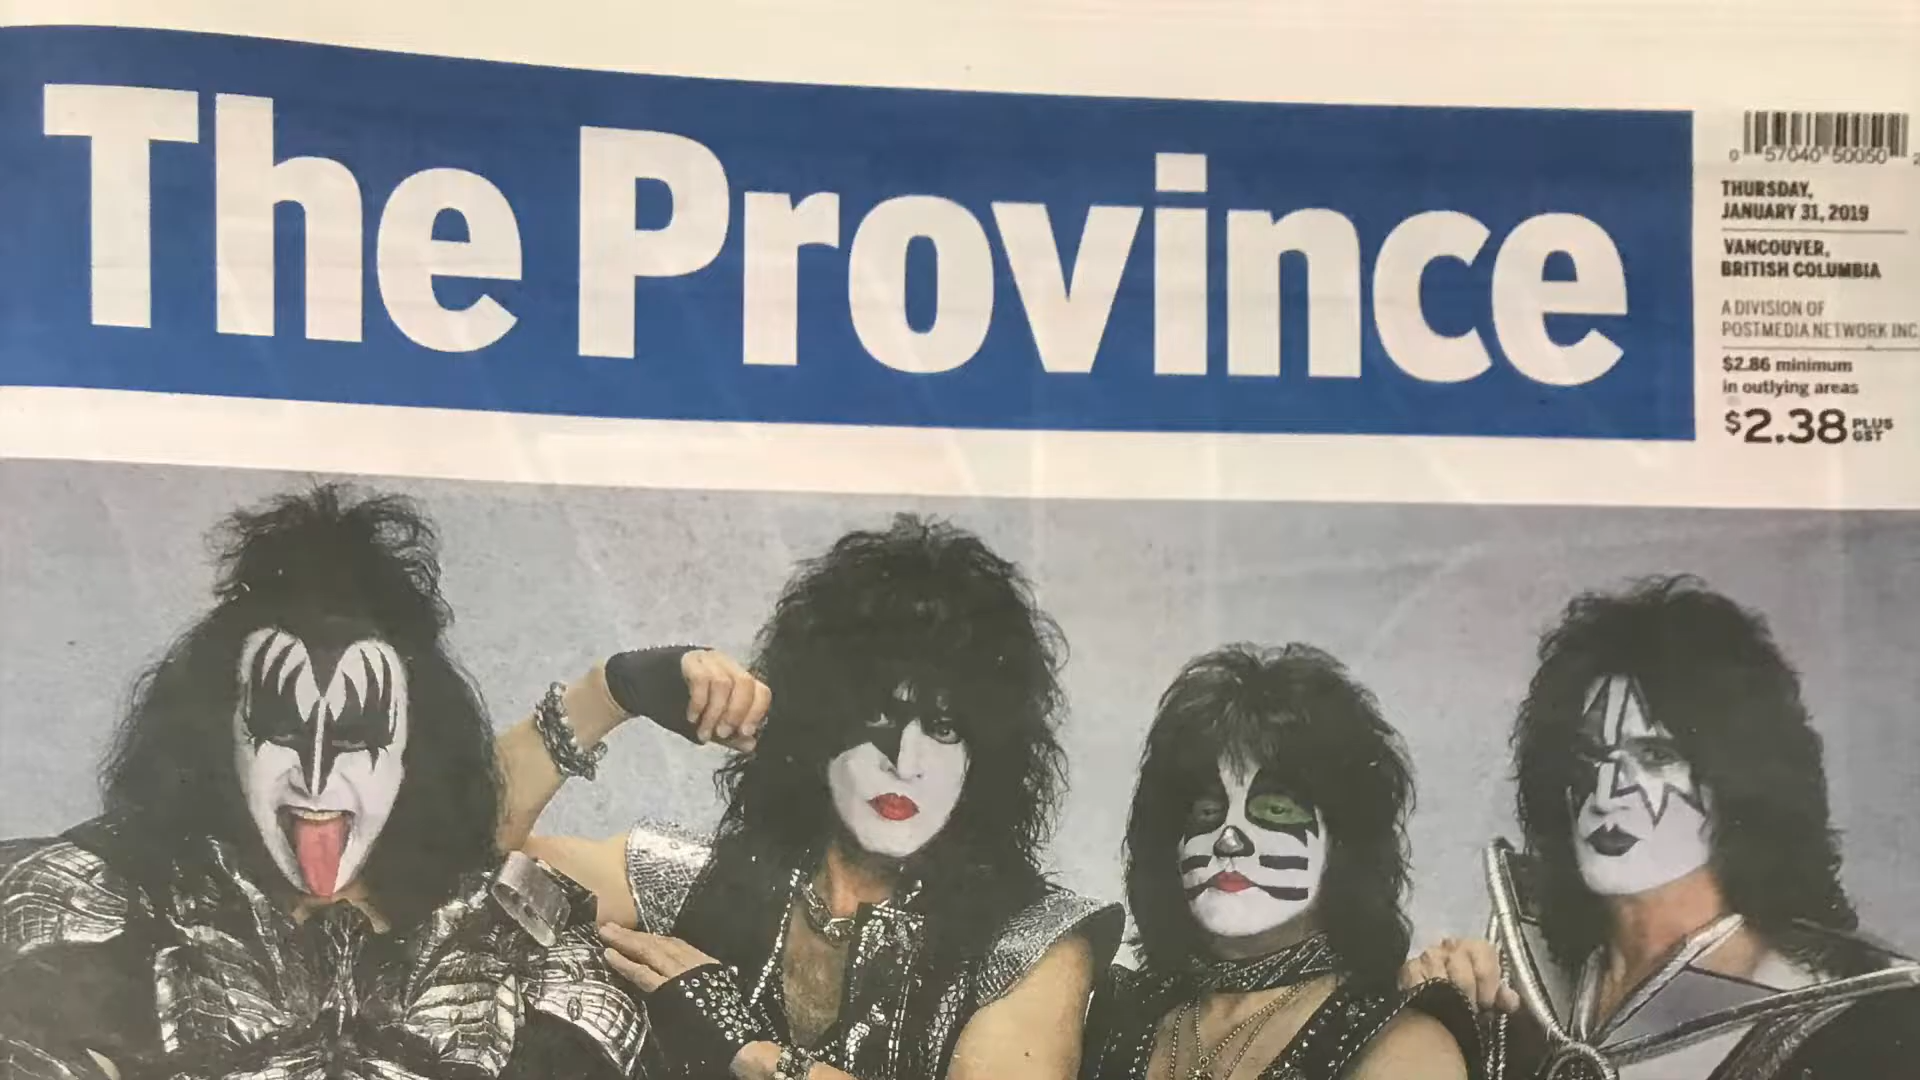 The Province
0 57040 50050 2
THURSDAY,
JANUARY 31, 2019
VANCOUVER,
BRITISH COLUMBIA
A DIVISION OF
POSTMEDIA NETWORK INC.
$2.86 minimum
in outlying areas
$2.38 PLUS
GST